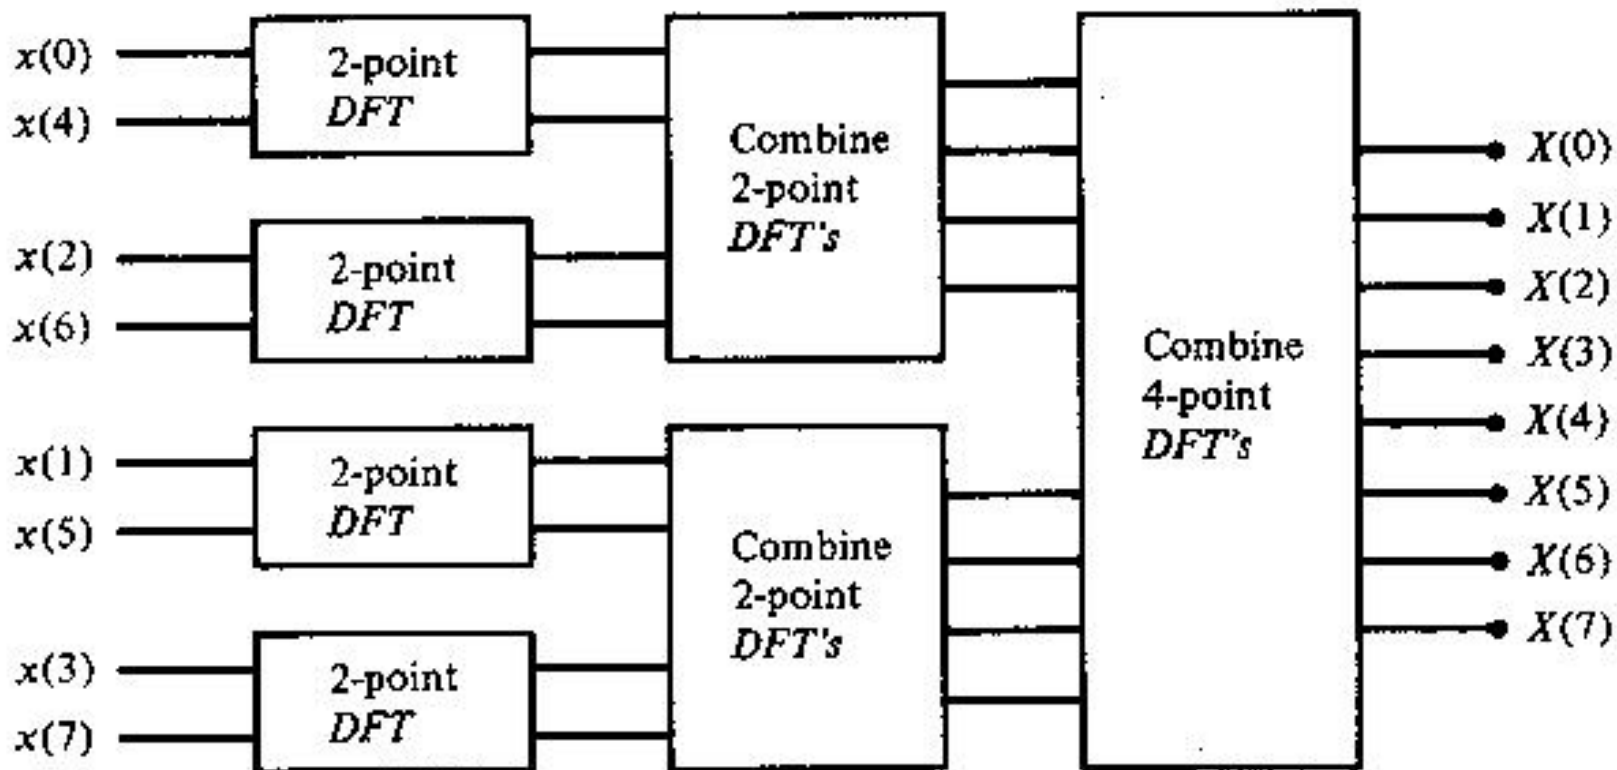 x(0)
x(4)
x(2)
x(6)
x(1)
x(5)
x(3)
x(7)
2-point
DFT
2-point
DFT
2-point
DFT
2-point
DFT
Combine
2-point
DFT's
Combine
2-point
DFT's
Combine
4-point
DFT's
X(0)
X(1)
X(2)
X(3)
X(4)
X(5)
X(6)
X(7)